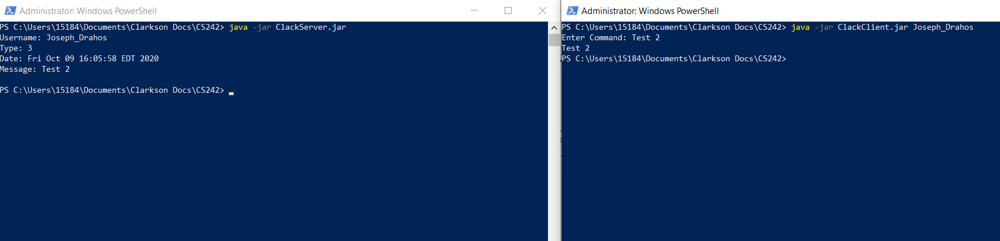 Administrator: Windows PowerShell
PS C:\Users\15184\Documents\Clarkson Docs\CS242> java -jar ClackServer.jar
Username: Joseph_Drahos
Type: 3
Date: Fri Oct 09 16:05:58 EDT 2020
Message: Test 2
PS C:\Users\15184\Documents\Clarkson Docs\CS242>
Administrator: Windows PowerShell
PS C:\Users\15184\Documents\Clarkson Docs\CS242> java -jar ClackClient.jar Joseph_Drahos
Enter Command: Test 2
Test 2
PS C:\Users\15184\Documents\Clarkson Docs\CS242>